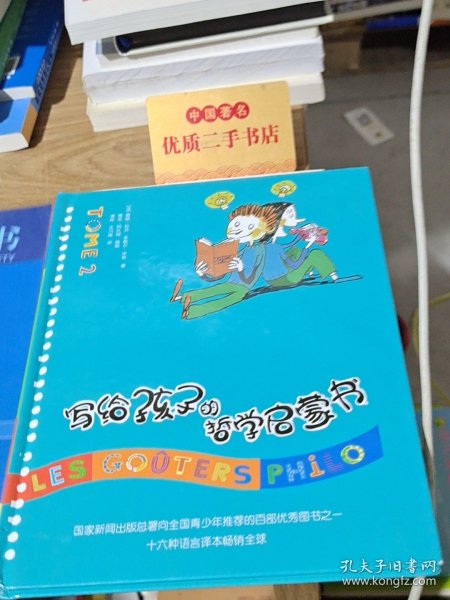 中国著名
优质二手书店
书
TOME 2
写给孩子的
哲学启蒙书
LES GOÛTERS PHILO
国家新闻出版总署向全国青少年推荐的百部优秀图书之一
十六种语言译本畅销全球
孔夫子旧书网
www.kongfz.com